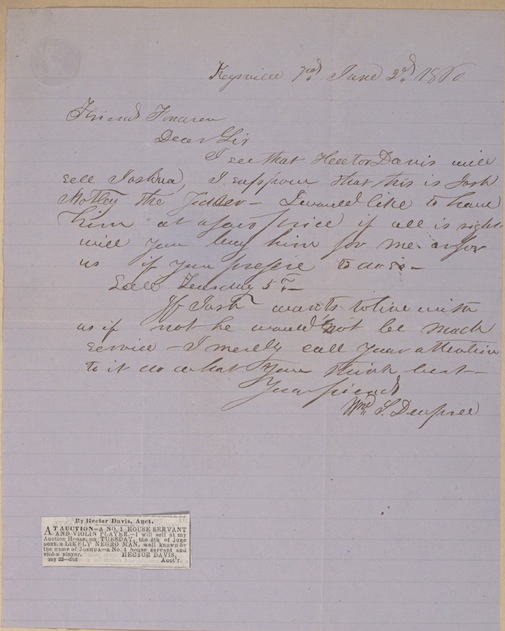 Keysville Va. June 2nd 1860
Friend
Dear Sir
I see that Hector Davis will
sell Joshua, I suppose that this is Josh
Motley the fiddler – I would like to have
him at a fair price if all is right
will you buy him for me or for
us if you prefere to do so –
Sale Tuesday 5th –
If Josh wants to live with
us if not he would not be much
service – I merely call your attention
to it do what you think best –
Your friend
Wm S. Dupree
By Hector Davis, Auct.
AT AUCTION—A NO. 1 HOUSE SERVANT
AND VIOLIN PLAYER.—I will sell at my
Auction House, on TUESDAY, the 5th of June
next, a LIKELY NEGRO MAN, well known by
the name of JOSHUA—a No. 1 house servant and
violin player. HECTOR DAVIS,
my 23 Auct'r.